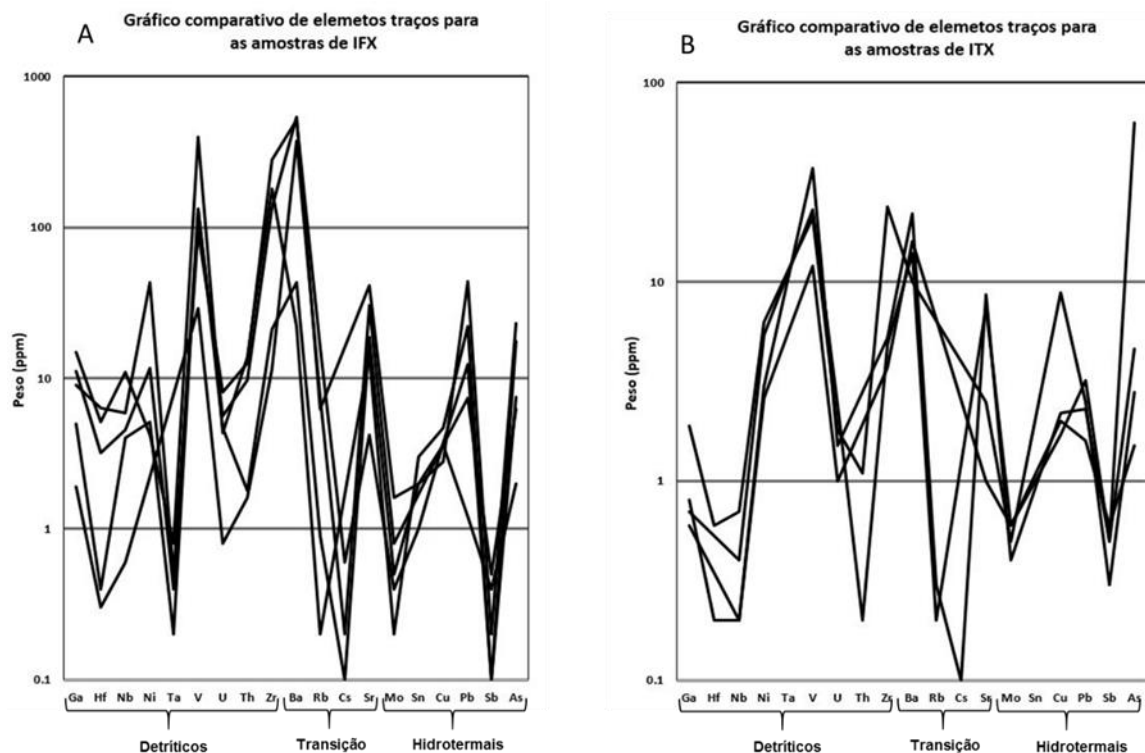 A
Gráfico comparativo de elemetos traços para
as amostras de IFX
1000
100
10
1
0.1
Peso (ppm)
Ga Hf Nb Ni Ta V U Th Zr Ba Rb Cs Sr Mo Sn Cu Pb Sb As
Detríticos Transição Hidrotermais
B
Gráfico comparativo de elemetos traços para
as amostras de ITX
100
10
1
0.1
Peso (ppm)
Ga Hf Nb Ni Ta V U Th Zr Ba Rb Cs Sr Mo Sn Cu Pb Sb As
Detríticos Transição Hidrotermais